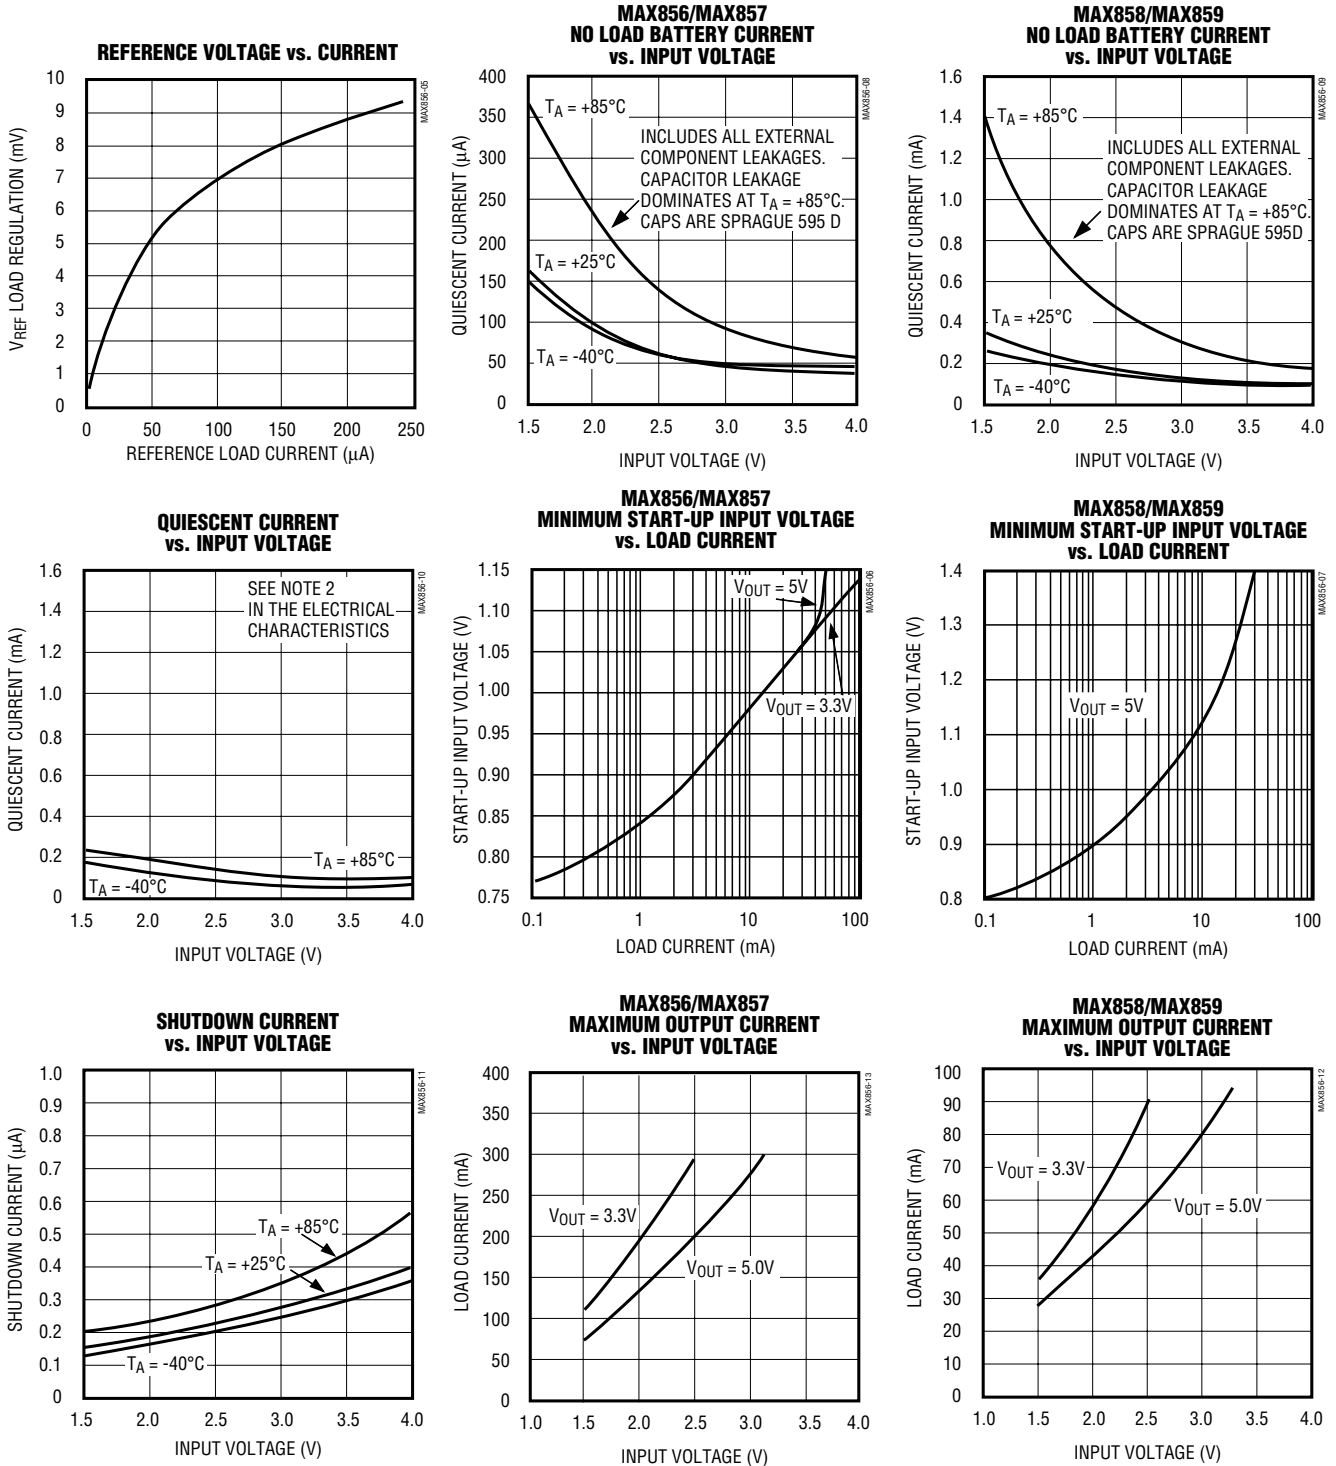 REFERENCE VOLTAGE vs. CURRENT
10
9
8
7
6
5
4
3
2
1
0
VREF LOAD REGULATION (mV)
0 50 100 150 200 250
REFERENCE LOAD CURRENT (µA)
MAX856-05
MAX856/MAX857
NO LOAD BATTERY CURRENT
vs. INPUT VOLTAGE
400
350
300
250
200
150
100
50
0
QUIESCENT CURRENT (µA)
TA = +85°C
INCLUDES ALL EXTERNAL
COMPONENT LEAKAGES.
CAPACITOR LEAKAGE
DOMINATES AT TA = +85°C.
CAPS ARE SPRAGUE 595 D
TA = +25°C
TA = -40°C
1.5 2.0 2.5 3.0 3.5 4.0
INPUT VOLTAGE (V)
MAX856-08
MAX858/MAX859
NO LOAD BATTERY CURRENT
vs. INPUT VOLTAGE
1.6
1.4
1.2
1.0
0.8
0.6
0.4
0.2
0
QUIESCENT CURRENT (mA)
TA = +85°C
INCLUDES ALL EXTERNAL
COMPONENT LEAKAGES.
CAPACITOR LEAKAGE
DOMINATES AT TA = +85°C.
CAPS ARE SPRAGUE 595D
TA = +25°C
TA = -40°C
1.5 2.0 2.5 3.0 3.5 4.0
INPUT VOLTAGE (V)
MAX856-09
QUIESCENT CURRENT
vs. INPUT VOLTAGE
1.6
1.4
1.2
1.0
0.8
0.6
0.4
0.2
0
QUIESCENT CURRENT (mA)
SEE NOTE 2
IN THE ELECTRICAL
CHARACTERISTICS
TA = +85°C
TA = -40°C
1.5 2.0 2.5 3.0 3.5 4.0
INPUT VOLTAGE (V)
MAX856-10
MAX856/MAX857
MINIMUM START-UP INPUT VOLTAGE
vs. LOAD CURRENT
1.15
1.10
1.05
1.00
0.95
0.90
0.85
0.80
0.75
START-UP INPUT VOLTAGE (V)
VOUT = 5V
VOUT = 3.3V
0.1 1 10 100
LOAD CURRENT (mA)
MAX856-06
MAX858/MAX859
MINIMUM START-UP INPUT VOLTAGE
vs. LOAD CURRENT
1.4
1.3
1.2
1.1
1.0
0.9
0.8
START-UP INPUT VOLTAGE (V)
VOUT = 5V
0.1 1 10 100
LOAD CURRENT (mA)
MAX856-07
SHUTDOWN CURRENT
vs. INPUT VOLTAGE
1.0
0.9
0.8
0.7
0.6
0.5
0.4
0.3
0.2
0.1
0
SHUTDOWN CURRENT (µA)
TA = +85°C
TA = +25°C
TA = -40°C
1.5 2.0 2.5 3.0 3.5 4.0
INPUT VOLTAGE (V)
MAX856-11
MAX856/MAX857
MAXIMUM OUTPUT CURRENT
vs. INPUT VOLTAGE
400
350
300
250
200
150
100
50
0
LOAD CURRENT (mA)
VOUT = 3.3V
VOUT = 5.0V
1.0 1.5 2.0 2.5 3.0 3.5 4.0
INPUT VOLTAGE (V)
MAX856-13
MAX858/MAX859
MAXIMUM OUTPUT CURRENT
vs. INPUT VOLTAGE
100
90
80
70
60
50
40
30
20
10
0
LOAD CURRENT (mA)
VOUT = 3.3V
VOUT = 5.0V
1.0 1.5 2.0 2.5 3.0 3.5 4.0
INPUT VOLTAGE (V)
MAX856-12